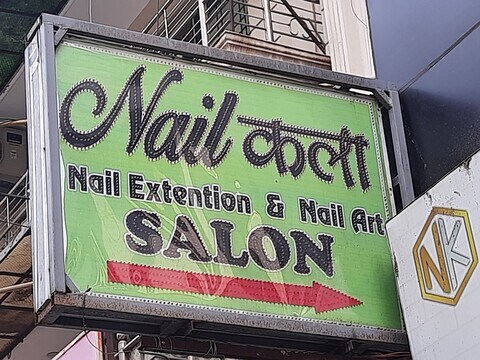 Nail कला
Nail Extention & Nail Art
SALON
NK